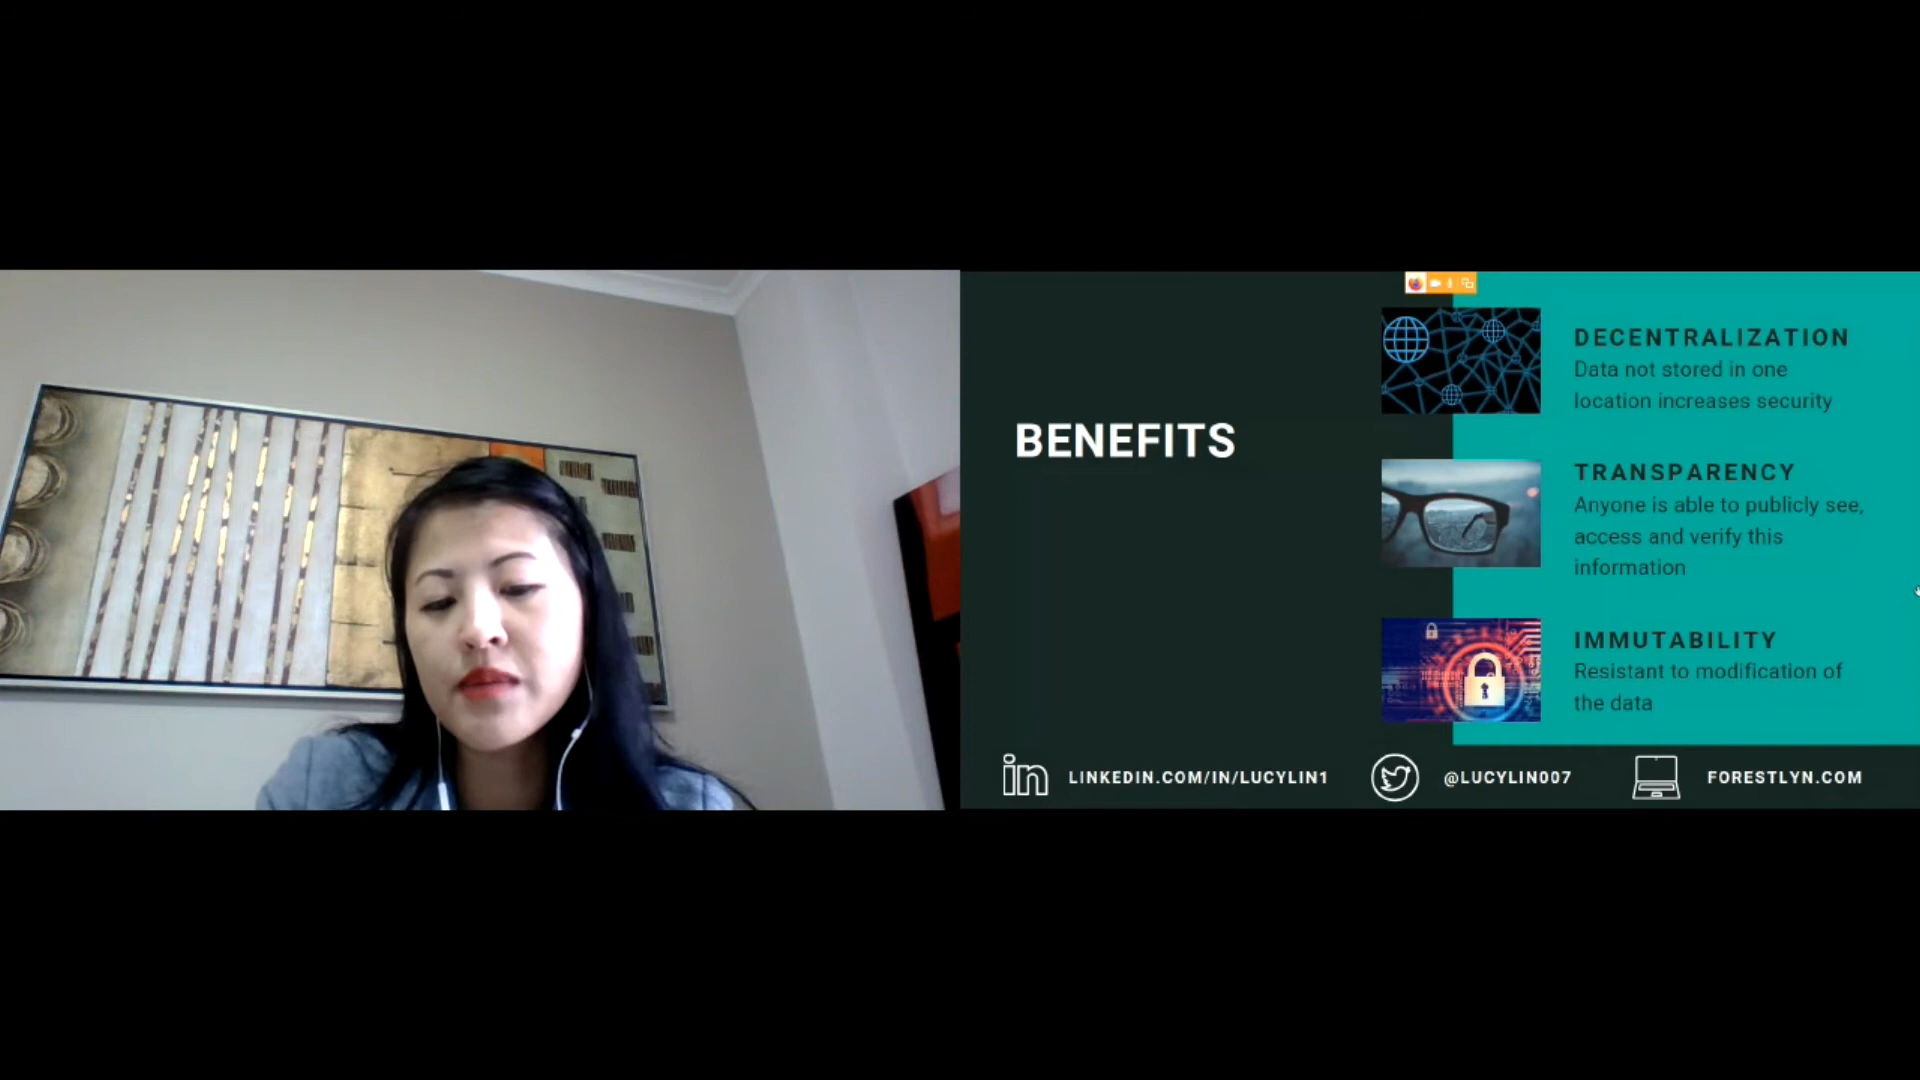 BENEFITS
DECENTRALIZATION
Data not stored in one
location increases security
TRANSPARENCY
Anyone is able to publicly see,
access and verify this
information
IMMUTABILITY
Resistant to modification of
the data
in LINKEDIN.COM/IN/LUCYLIN1
@LUCYLIN007
FORESTLYN.COM